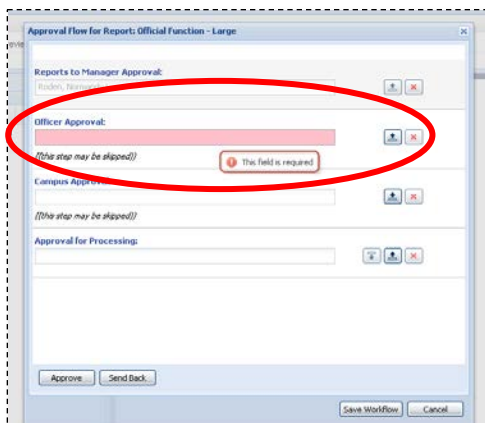 Approval Flow for Report: Official Function - Large
Reports to Manager Approval:
Officer Approval:
[[this step may be skipped]]
This field is required
Campus Approval:
[[this step may be skipped]]
Approval for Processing:
Approve
Send Back
Save Workflow
Cancel